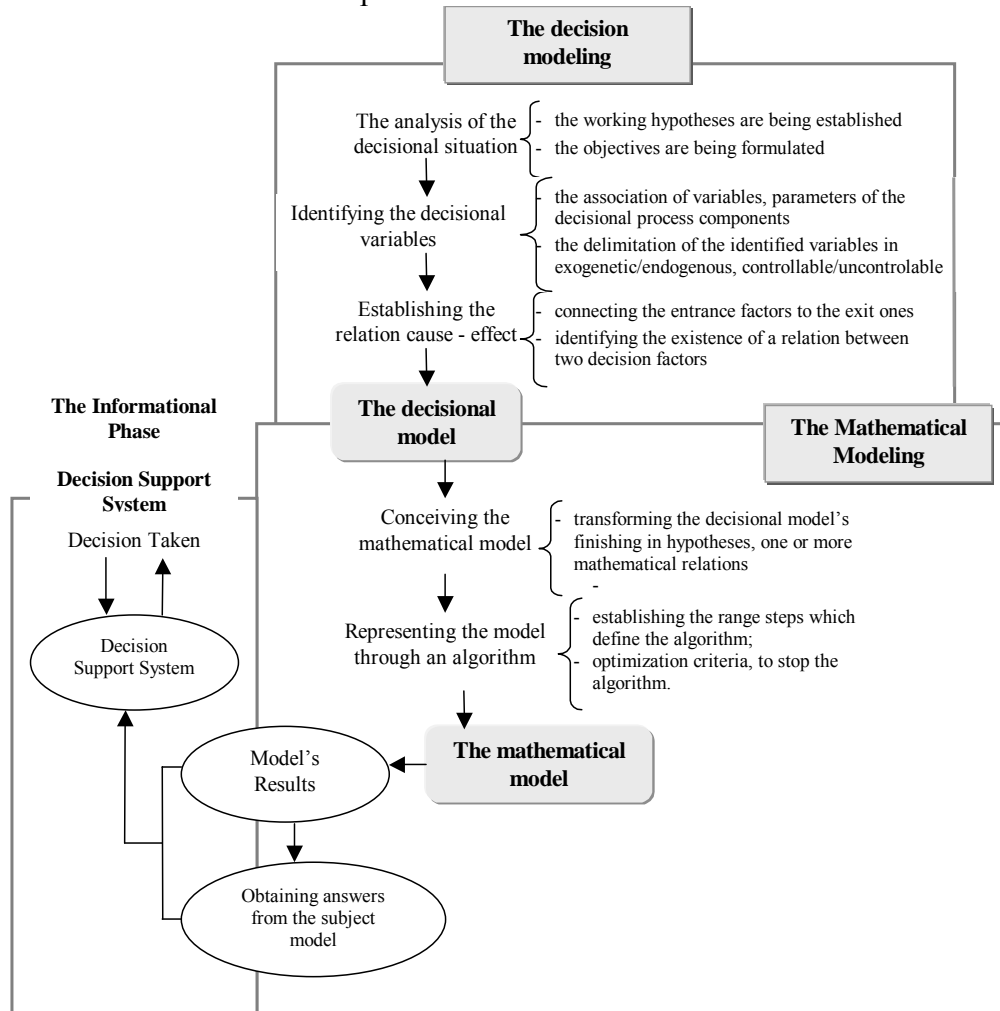 The decision
modeling
The analysis of the
decisional situation
- the working hypotheses are being established
- the objectives are being formulated
Identifying the decisional
variables
- the association of variables, parameters of the
decisional process components
- the delimitation of the identified variables in
exogenetic/endogenous, controllable/uncontrolable
Establishing the
relation cause - effect
- connecting the entrance factors to the exit ones
- identifying the existence of a relation between
two decision factors
The decisional
model
The Mathematical
Modeling
The Informational
Phase
Decision Support
System
Decision Taken
Decision
Support System
Conceiving the
mathematical model
- transforming the decisional model's
finishing in hypotheses, one or more
mathematical relations
-
Representing the model
through an algorithm
- establishing the range steps which
define the algorithm;
- optimization criteria, to stop the
algorithm.
The mathematical
model
Model's
Results
Obtaining answers
from the subject
model